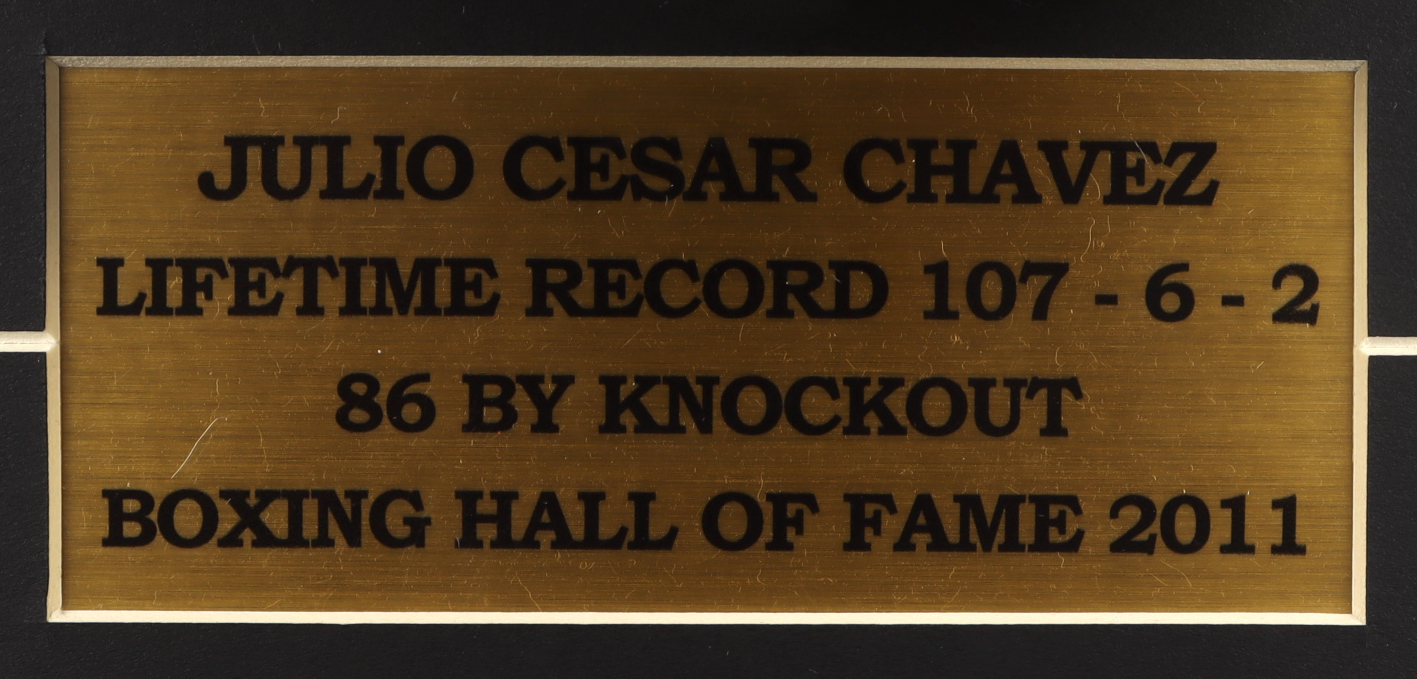 JULIO CESAR CHAVEZ
LIFETIME RECORD 107 - 6 - 2
86 BY KNOCKOUT
BOXING HALL OF FAME 2011